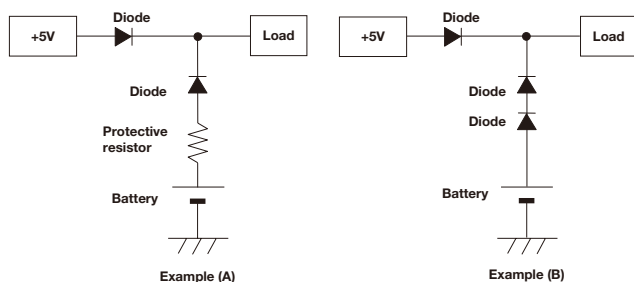 Diode
+5V
Load
Diode
Protective
resistor
Battery
Example (A)
Diode
+5V
Load
Diode
Diode
Battery
Example (B)